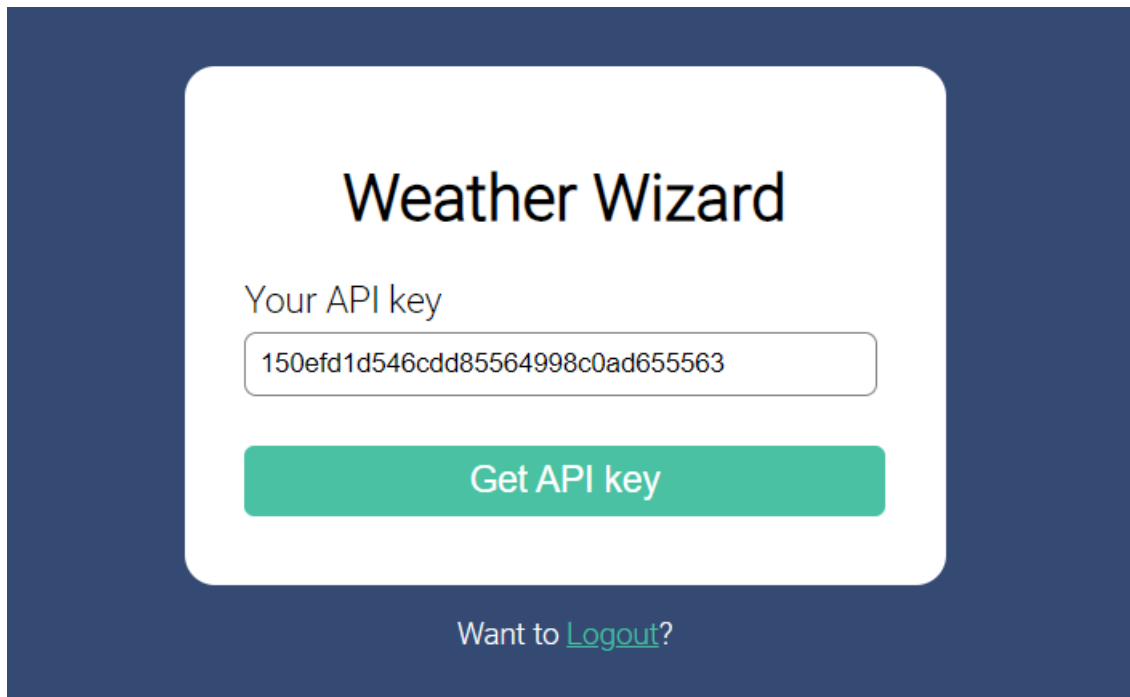 Weather Wizard
Your API key
150efd1d546cdd85564998c0ad655563
Get API key
Want to Logout?